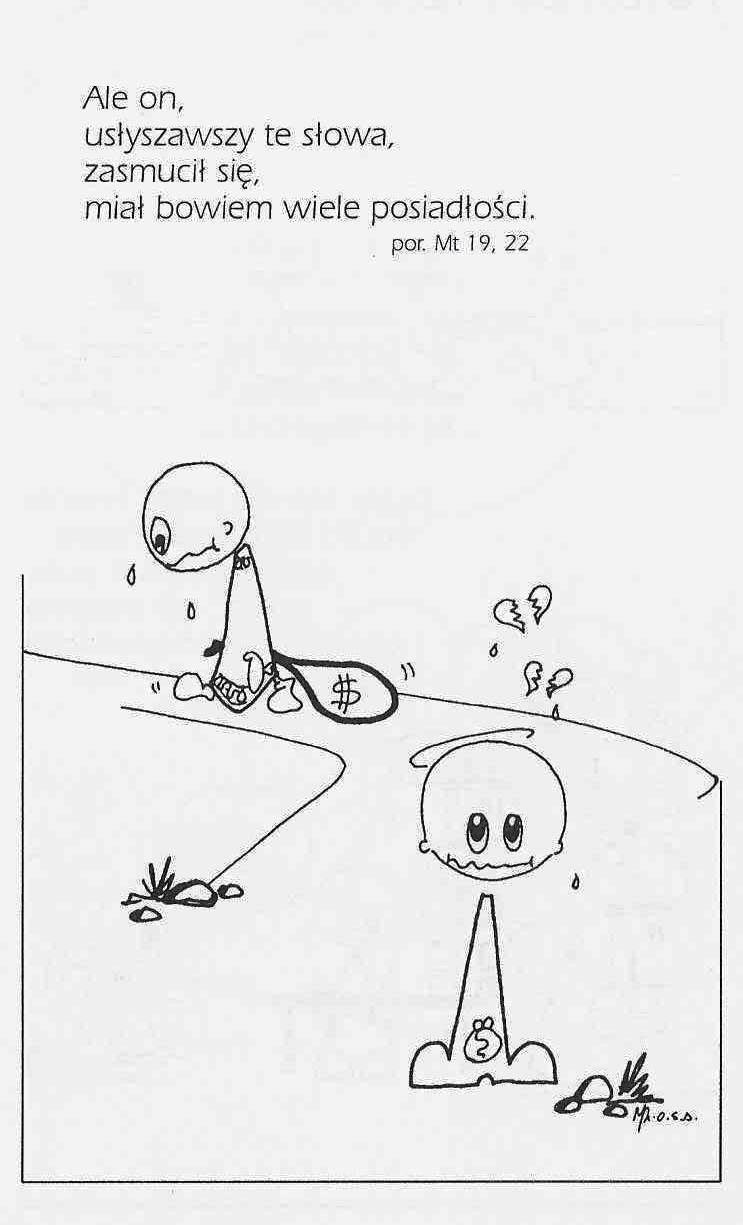 Ale on,
usłyszawszy te słowa,
zasmucił się,
miał bowiem wiele posiadłości.
por. Mt 19, 22
$